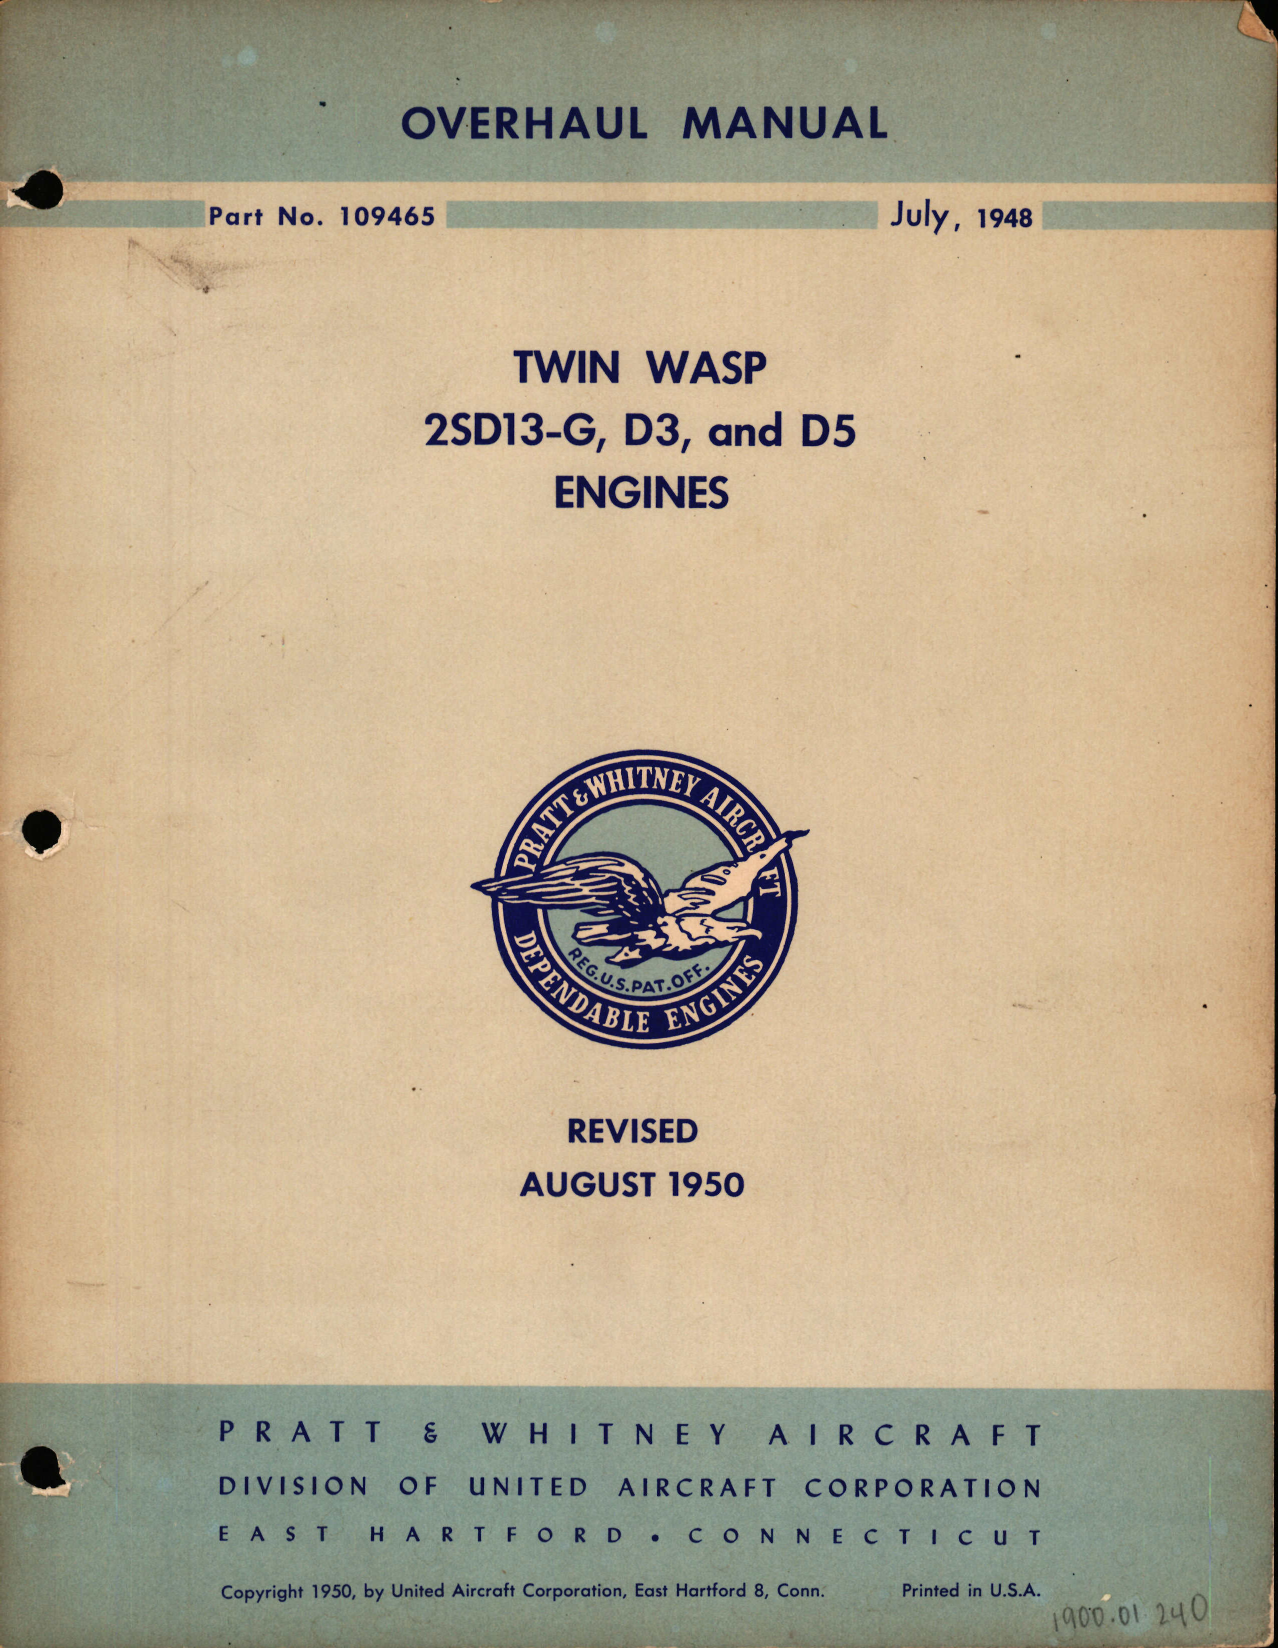 OVERHAUL MANUAL
Part No. 109465
July, 1948
TWIN WASP
2SD13-G, D3, and D5
ENGINES
PRATT & WHITNEY AIRCRAFT
REG. U.S. PAT. OFF.
DEPENDABLE ENGINES
REVISED
AUGUST 1950
PRATT & WHITNEY AIRCRAFT
DIVISION OF UNITED AIRCRAFT CORPORATION
EAST HARTFORD • CONNECTICUT
Copyright 1950, by United Aircraft Corporation, East Hartford 8, Conn. Printed in U.S.A.
1900.01 240